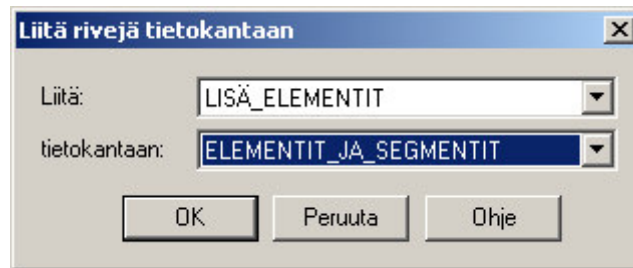 Liitä rivejä tietokantaan
Liitä: LISÄ_ELEMENTIT
tietokantaan: ELEMENTIT_JA_SEGMENTIT
OK Peruuta Ohje